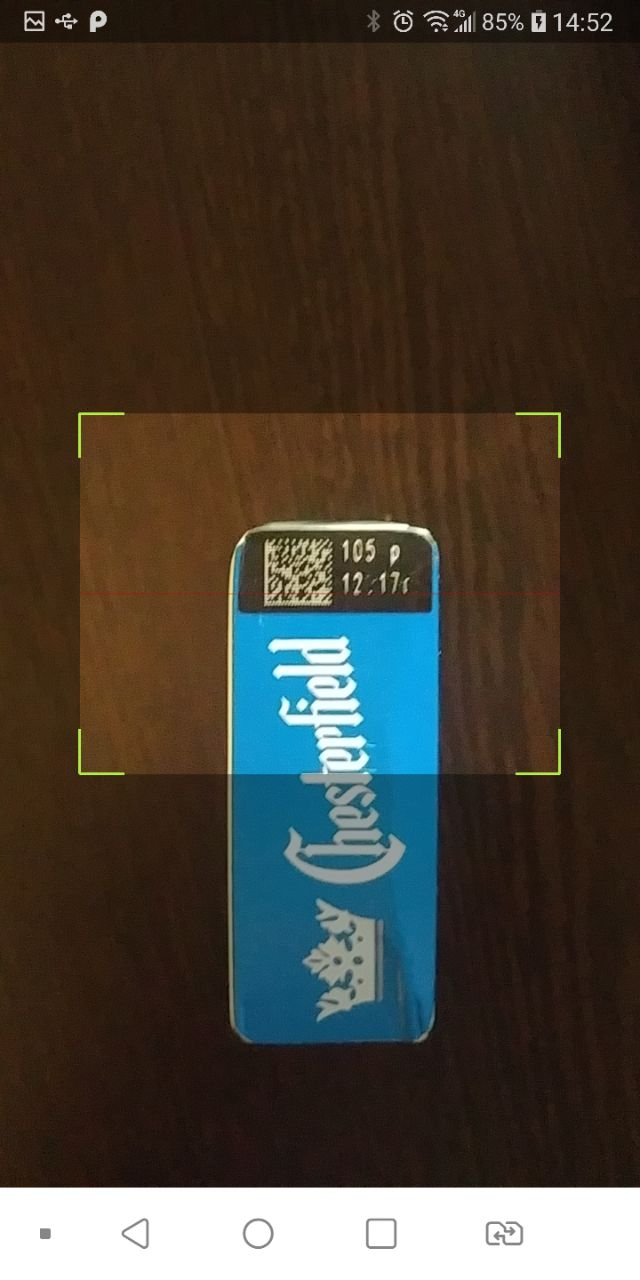 4G 85% 14:52
105 р
12.17г
Chesterfield